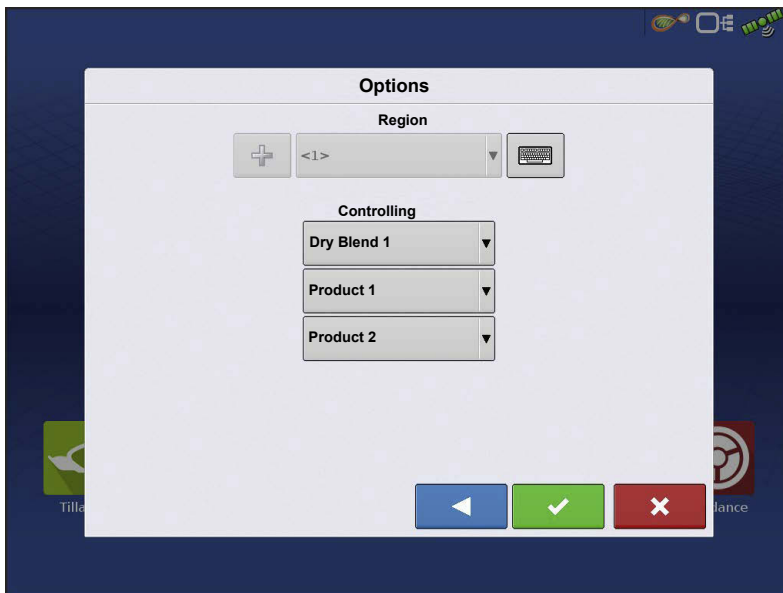 Options
Region
<1>
Controlling
Dry Blend 1
Product 1
Product 2
Tilla
dance